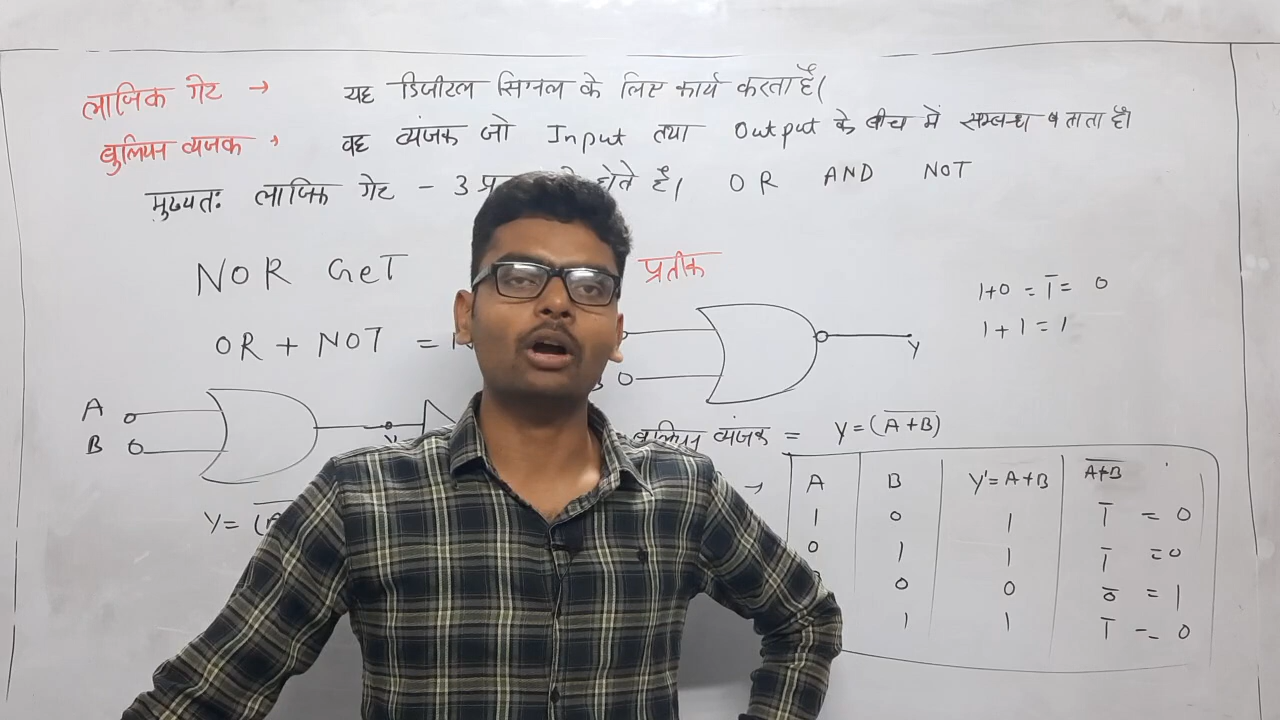 लाजिक गेट → यह डिजीटल सिग्नल के लिए कार्य करता है।
बुलियन व्यजक → वह व्यंजक जो Input तथा Output के बीच में सम्बन्ध बताता है।
मुख्यतः लाजिक गेट - 3 होते है। OR AND NOT
NOR GeT
प्रतीक
1+0 = 1̅ = 0
1+1 = 1
OR + NOT =
Y
A
B
Y=
बुलियन व्यंजक = Y = (A̅+̅B̅)
→ A B Y'= A+B A̅+̅B̅
1 0 1 1̅ = 0
0 1 1 1̅ = 0
0 0 0̅ = 1
1 1 1̅ = 0